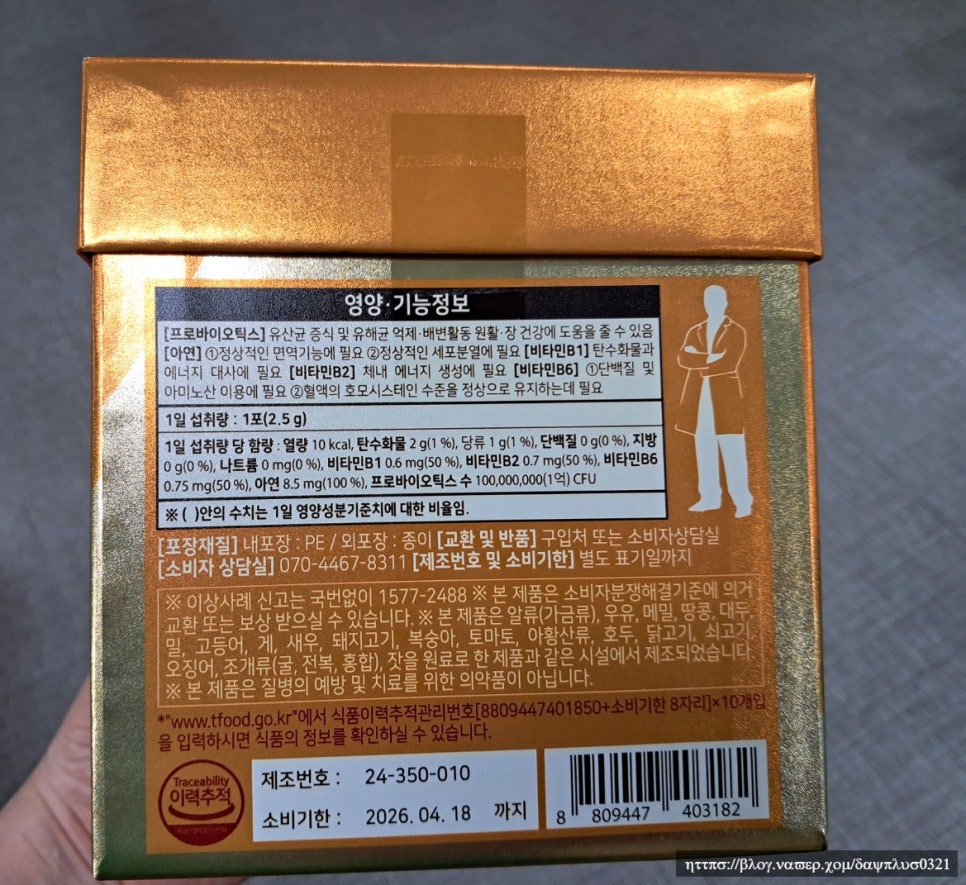 영양·기능정보
[프로바이오틱스] 유산균 증식 및 유해균 억제·배변활동 원활·장 건강에 도움을 줄 수 있음
[아연] ①정상적인 면역기능에 필요 ②정상적인 세포분열에 필요 [비타민B1] 탄수화물과
에너지 대사에 필요 [비타민B2] 체내 에너지 생성에 필요 [비타민B6] ①단백질 및
아미노산 이용에 필요 ②혈액의 호모시스테인 수준을 정상으로 유지하는데 필요
1일 섭취량 : 1포(2.5 g)
1일 섭취량 당 함량 : 열량 10 kcal, 탄수화물 2 g(1 %), 당류 1 g(1 %), 단백질 0 g(0 %), 지방
0 g(0 %), 나트륨 0 mg(0 %), 비타민B1 0.6 mg(50 %), 비타민B2 0.7 mg(50 %), 비타민B6
0.75 mg(50 %), 아연 8.5 mg(100 %), 프로바이오틱스 수 100,000,000(1억) CFU
※ ( )안의 수치는 1일 영양성분기준치에 대한 비율임.
[포장재질] 내포장 : PE / 외포장 : 종이 [교환 및 반품] 구입처 또는 소비자상담실
[소비자 상담실] 070-4467-8311 [제조번호 및 소비기한] 별도 표기일까지
※ 이상사례 신고는 국번없이 1577-2488 ※ 본 제품은 소비자분쟁해결기준에 의거
교환 또는 보상 받으실 수 있습니다. ※ 본 제품은 알류(가금류), 우유, 메밀, 땅콩, 대두,
밀, 고등어, 게, 새우, 돼지고기, 복숭아, 토마토, 아황산류, 호두, 닭고기, 쇠고기,
오징어, 조개류(굴, 전복, 홍합), 잣을 원료로 한 제품과 같은 시설에서 제조되었습니다.
※ 본 제품은 질병의 예방 및 치료를 위한 의약품이 아닙니다.
*"www.tfood.go.kr"에서 식품이력추적관리번호[8809447401850+소비기한 8자리]×10개입
을 입력하시면 식품의 정보를 확인하실 수 있습니다.
Traceability
이력추적
제조번호 : 24-350-010
소비기한 : 2026. 04. 18 까지
8 809447 403182
ηττπσ://βλογ.ναωερ.χομ/δαψπλυσ0321